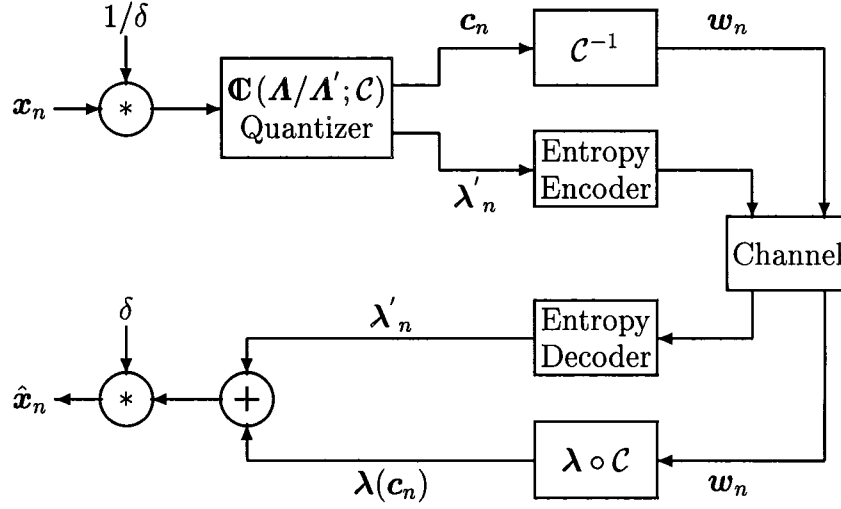 1/δ
x_n
*
ℂ(Λ/Λ′;𝒞)
Quantizer
c_n
𝒞⁻¹
w_n
λ′_n
Entropy
Encoder
Channel
δ
λ′_n
Entropy
Decoder
x̂_n
*
+
λ(c_n)
λ∘𝒞
w_n